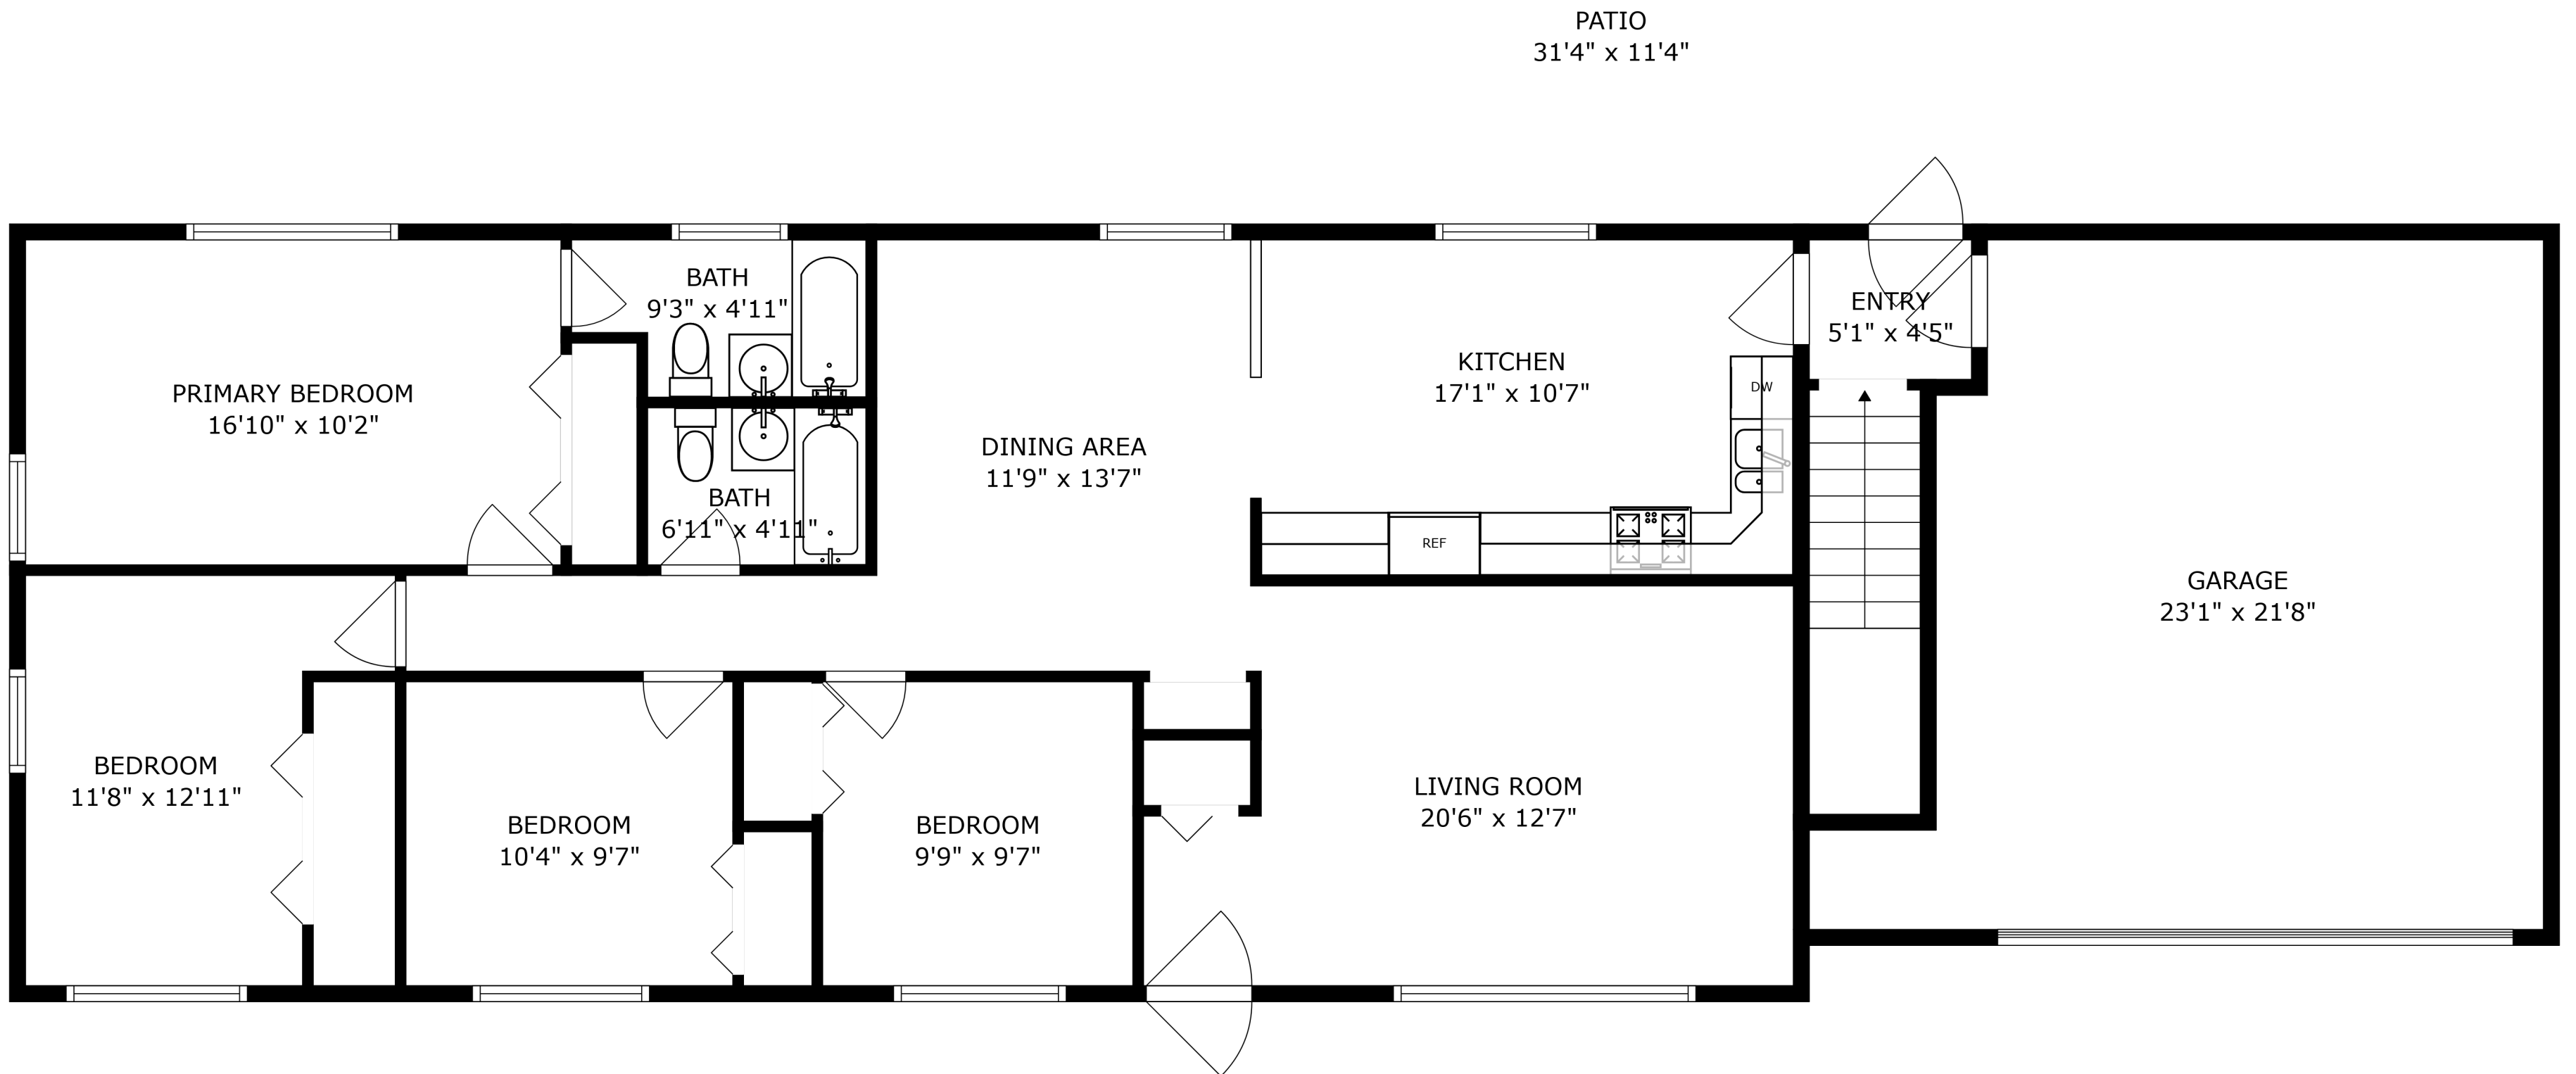 PATIO
31'4" x 11'4"
BATH
9'3" x 4'11"
ENTRY
5'1" x 4'5"
PRIMARY BEDROOM
16'10" x 10'2"
KITCHEN
17'1" x 10'7"
DW
DINING AREA
11'9" x 13'7"
BATH
6'11" x 4'11"
REF
GARAGE
23'1" x 21'8"
BEDROOM
11'8" x 12'11"
BEDROOM
10'4" x 9'7"
BEDROOM
9'9" x 9'7"
LIVING ROOM
20'6" x 12'7"